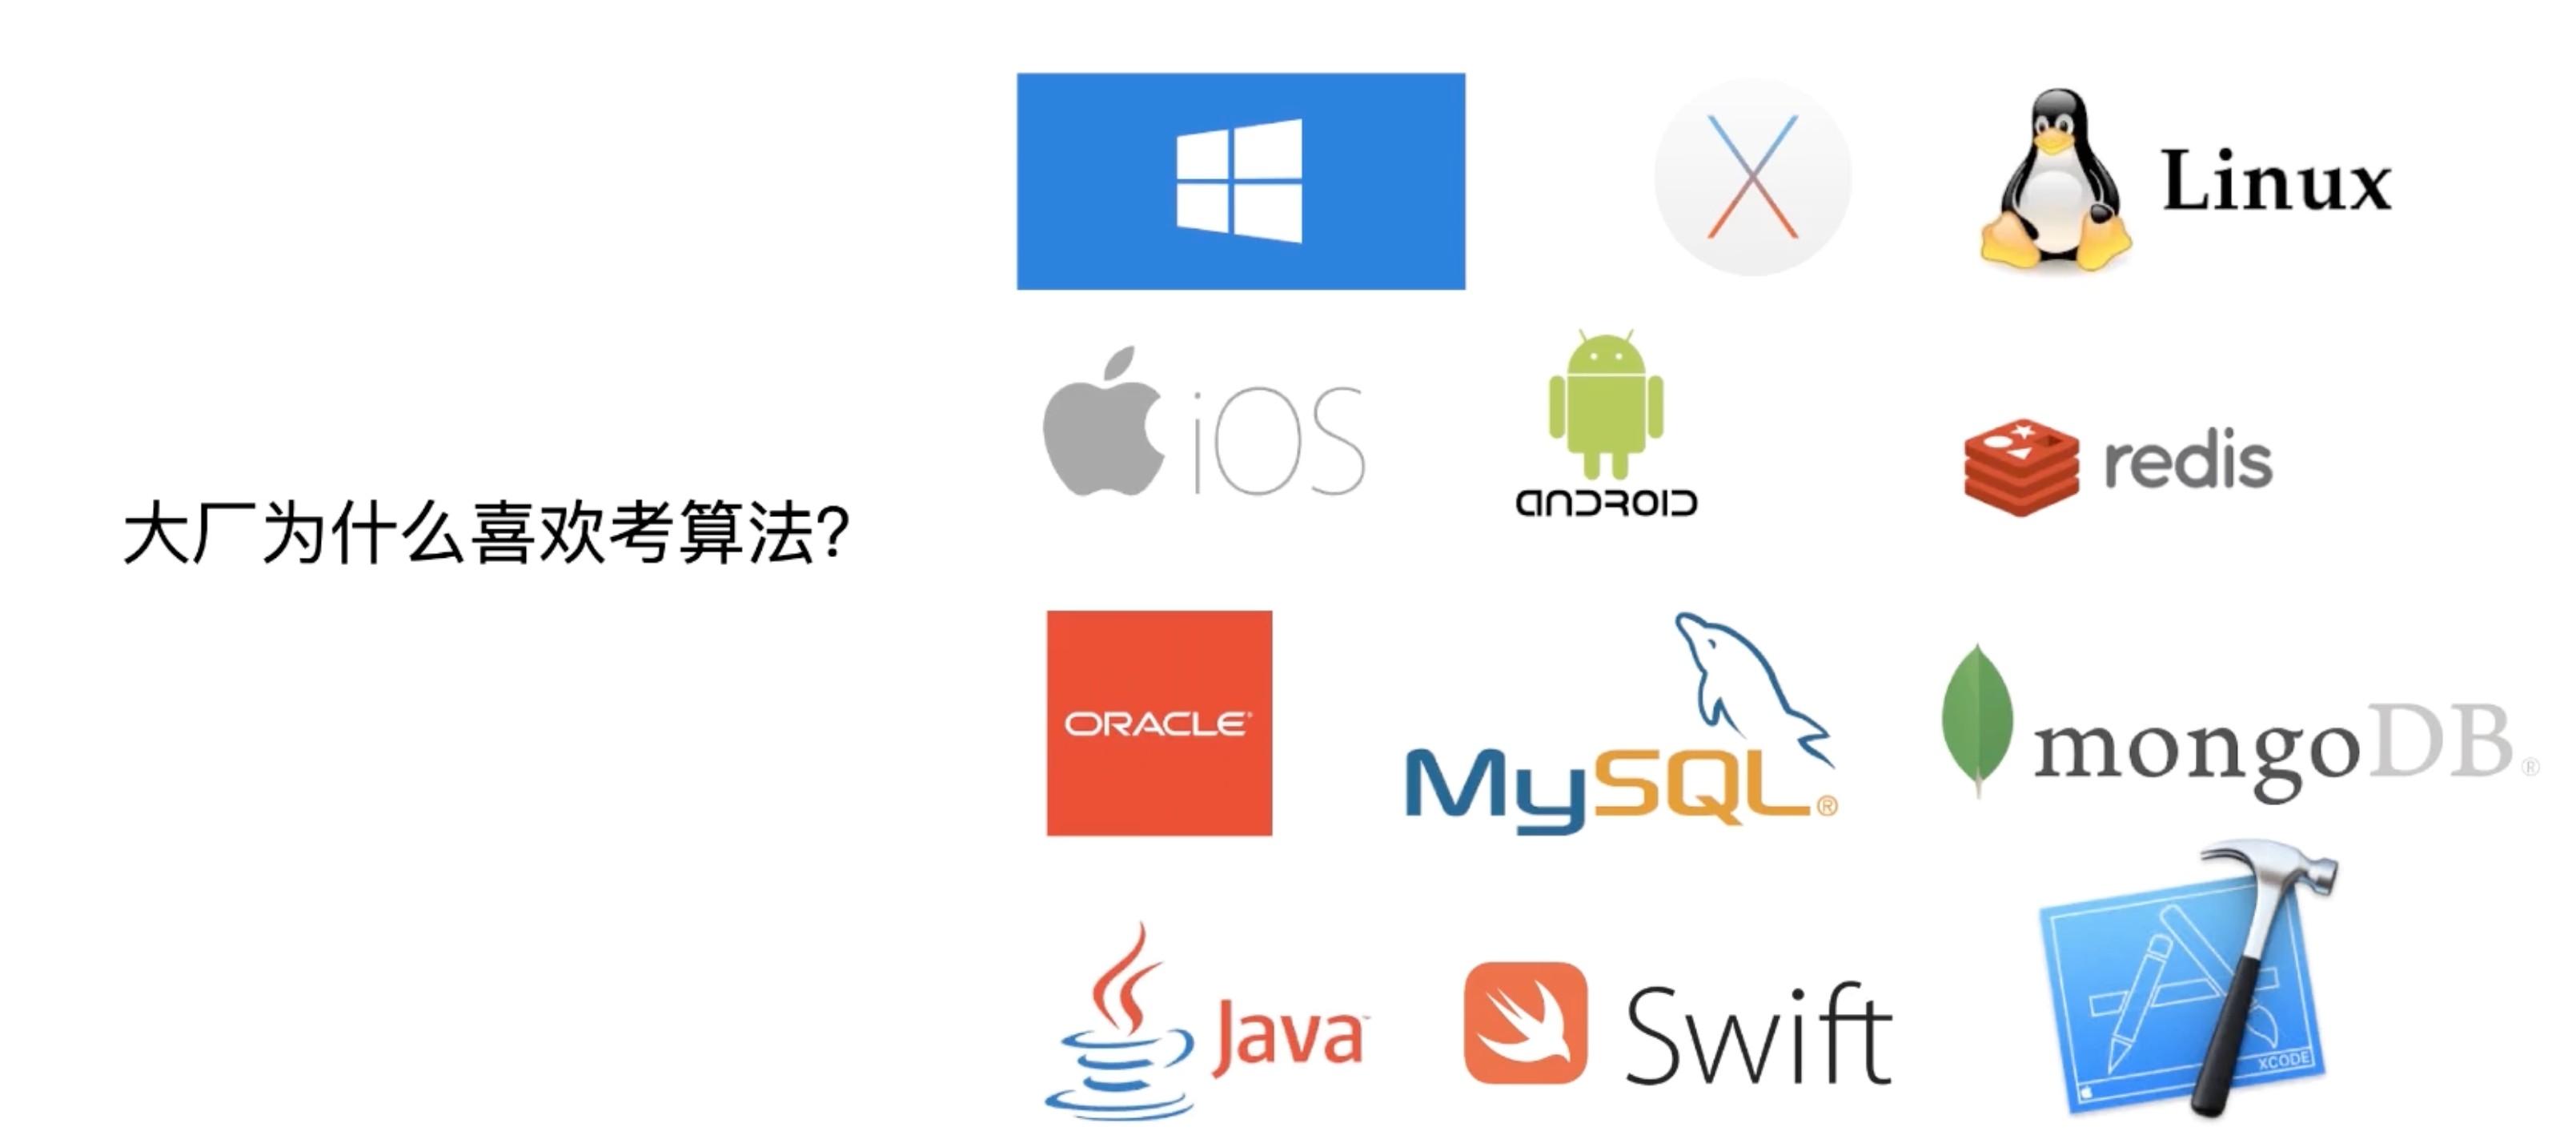 大厂为什么喜欢考算法?
Linux
iOS
ANDROID
redis
ORACLE®
MySQL®
mongoDB®
Java™
Swift
XCODE